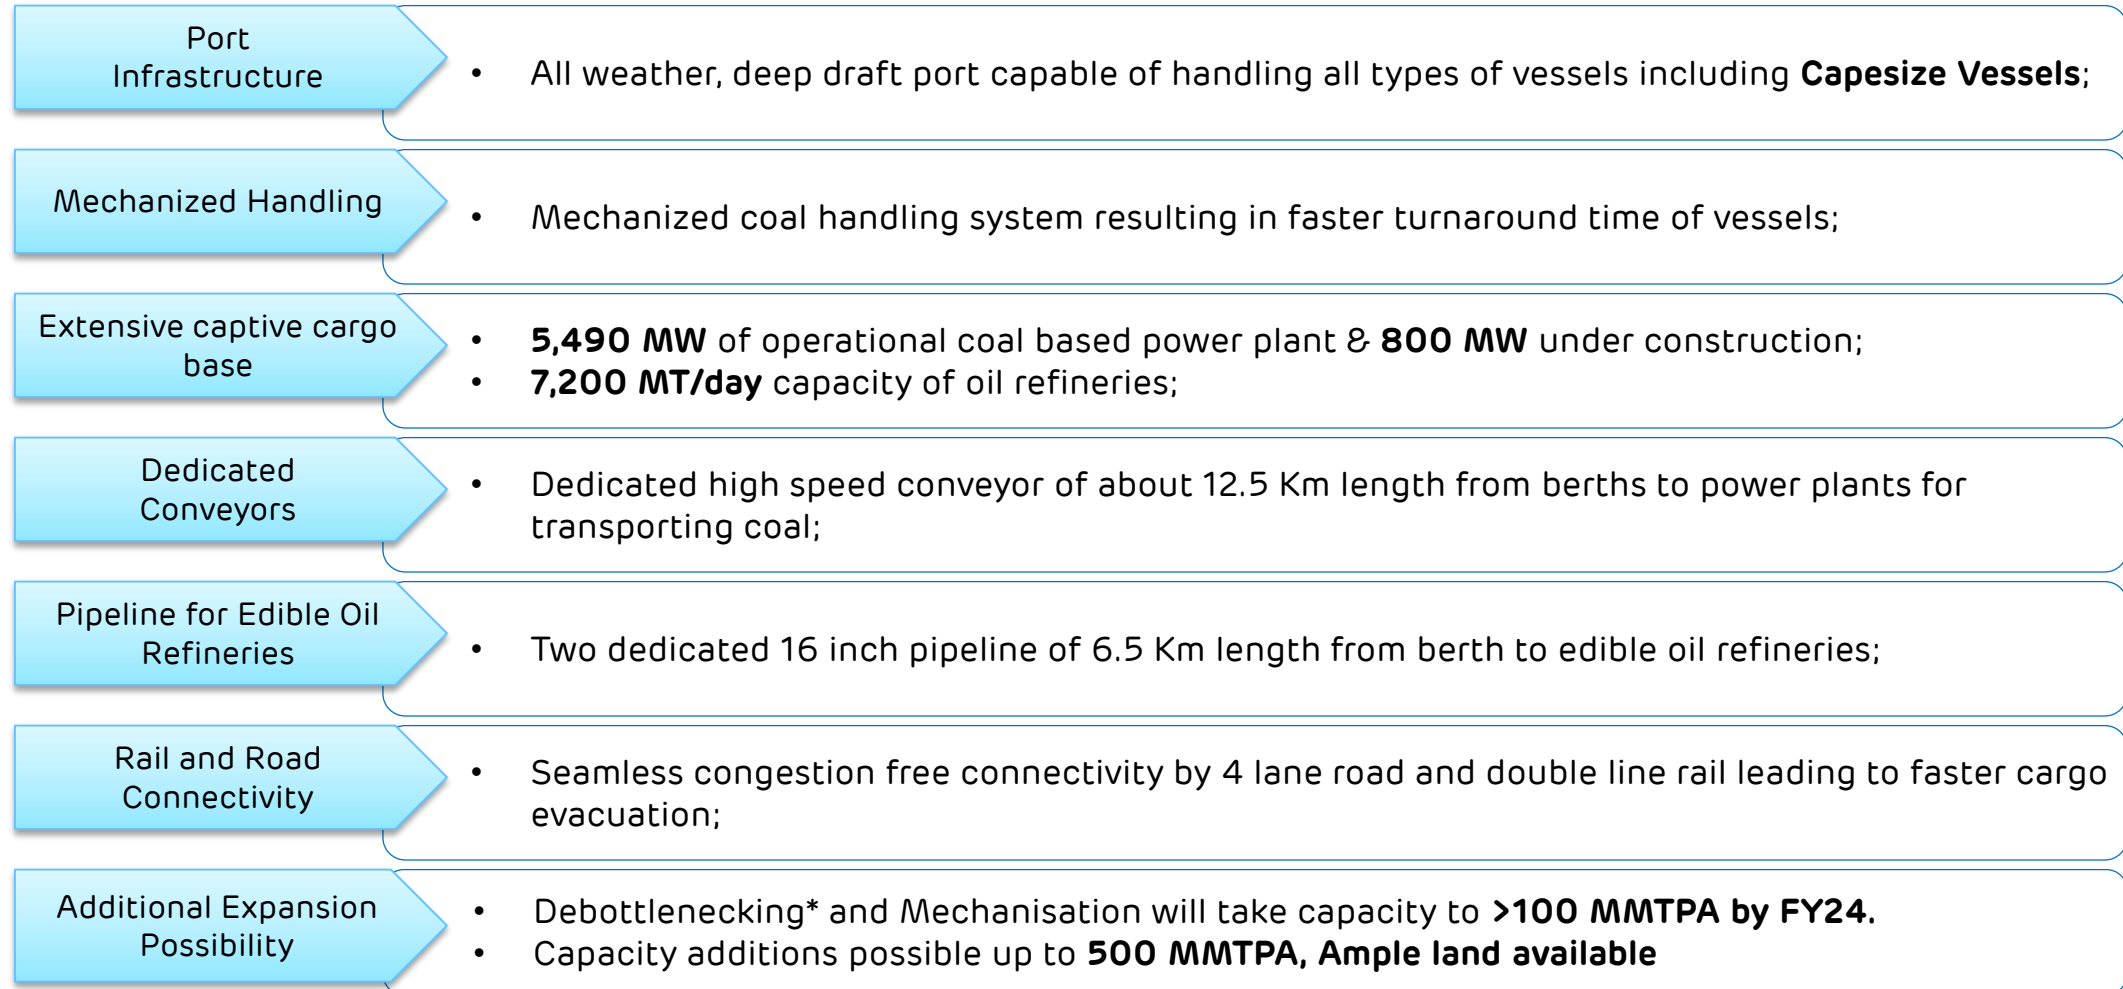 Port
Infrastructure
• All weather, deep draft port capable of handling all types of vessels including Capesize Vessels;
Mechanized Handling
• Mechanized coal handling system resulting in faster turnaround time of vessels;
Extensive captive cargo
base
• 5,490 MW of operational coal based power plant & 800 MW under construction;
• 7,200 MT/day capacity of oil refineries;
Dedicated
Conveyors
• Dedicated high speed conveyor of about 12.5 Km length from berths to power plants for
transporting coal;
Pipeline for Edible Oil
Refineries
• Two dedicated 16 inch pipeline of 6.5 Km length from berth to edible oil refineries;
Rail and Road
Connectivity
• Seamless congestion free connectivity by 4 lane road and double line rail leading to faster cargo
evacuation;
Additional Expansion
Possibility
• Debottlenecking* and Mechanisation will take capacity to >100 MMTPA by FY24.
• Capacity additions possible up to 500 MMTPA, Ample land available